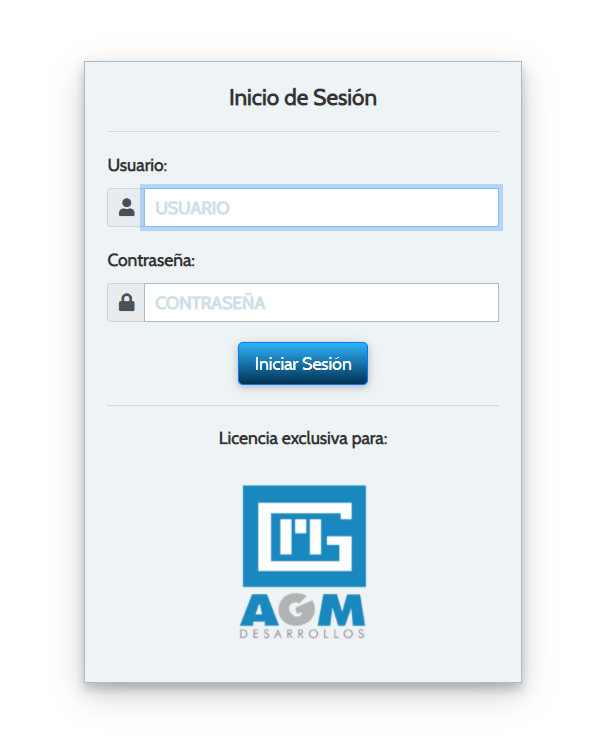 Inicio de Sesión
Usuario:
USUARIO
Contraseña:
CONTRASEÑA
Iniciar Sesión
Licencia exclusiva para:
AGM
DESARROLLOS